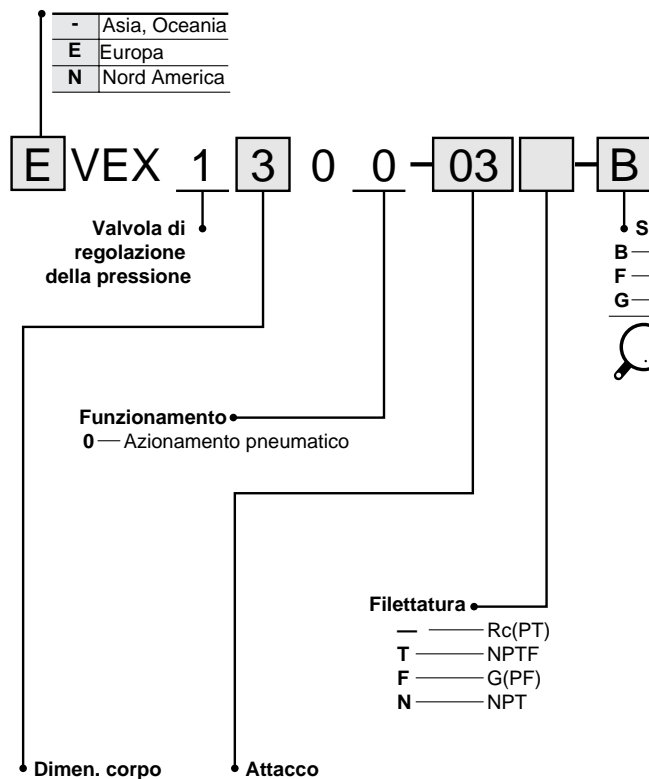 - Asia, Oceania
E Europa
N Nord America
E VEX 1 3 0 0 - 03 - B
Valvola di
regolazione
della pressione
S
B —
F —
G —
Funzionamento
0 — Azionamento pneumatico
Filettatura
— — Rc(PT)
T — NPTF
F — G(PF)
N — NPT
Dimen. corpo
Attacco